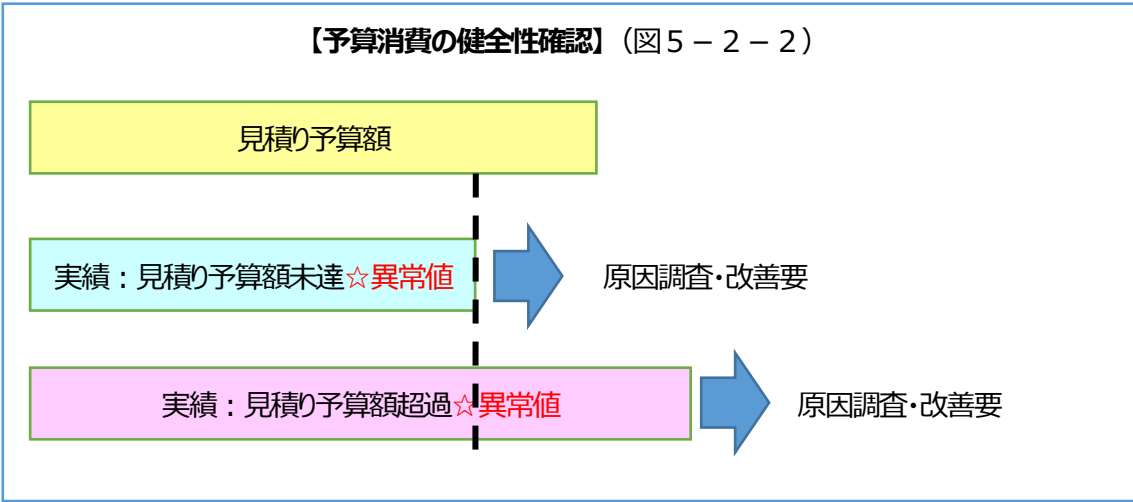 【予算消費の健全性確認】（図５－２－２）
見積り予算額
実績：見積り予算額未達☆異常値
原因調査・改善要
実績：見積り予算額超過☆異常値
原因調査・改善要